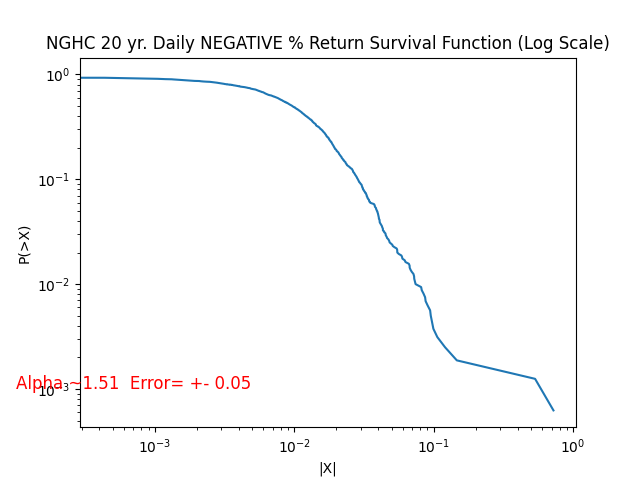 NGHC 20 yr. Daily NEGATIVE % Return Survival Function (Log Scale)
10⁰
10⁻¹
10⁻²
10⁻³
P(>X)
Alpha~1.51  Error= +- 0.05
10⁻³
10⁻²
10⁻¹
10⁰
|X|